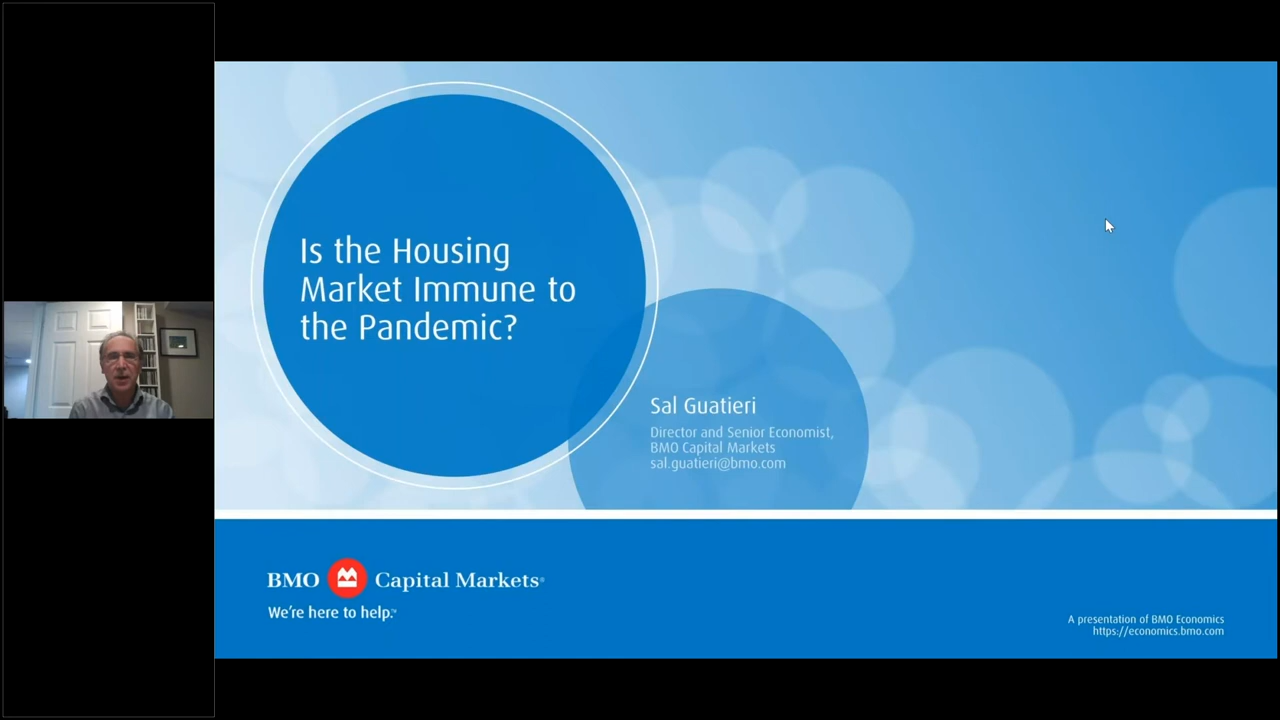 Is the Housing
Market Immune to
the Pandemic?
Sal Guatieri
Director and Senior Economist,
BMO Capital Markets
sal.guatieri@bmo.com
BMO Capital Markets®
We're here to help.™
A presentation of BMO Economics
https://economics.bmo.com